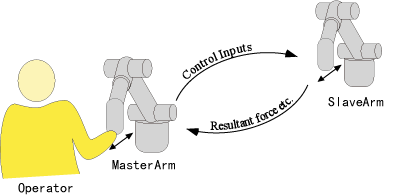 Control Inputs
SlaveArm
Resultant force etc.
MasterArm
Operator